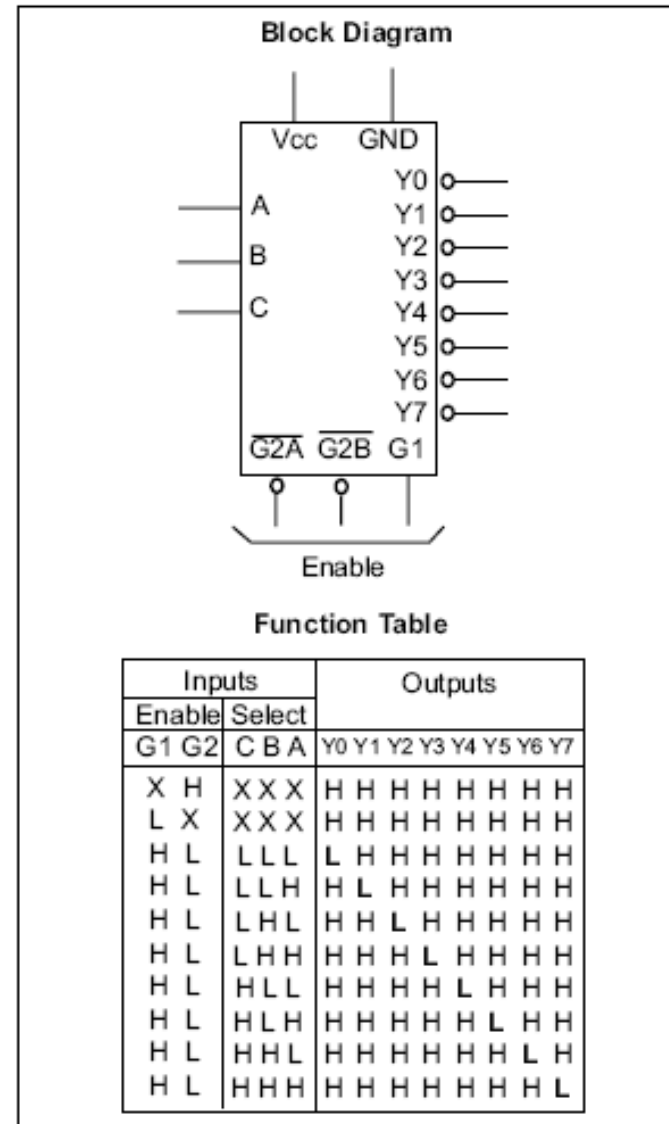 Block Diagram
Vcc GND
Y0
A Y1
Y2
B Y3
C Y4
Y5
Y6
Y7
G2A G2B G1
Enable
Function Table
Inputs Outputs
Enable Select
G1 G2 C B A Y0 Y1 Y2 Y3 Y4 Y5 Y6 Y7
X H X X X H H H H H H H H
L X X X X H H H H H H H H
H L L L L L H H H H H H H
H L L L H H L H H H H H H
H L L H L H H L H H H H H
H L L H H H H H L H H H H
H L H L L H H H H L H H H
H L H L H H H H H H L H H
H L H H L H H H H H H L H
H L H H H H H H H H H H L